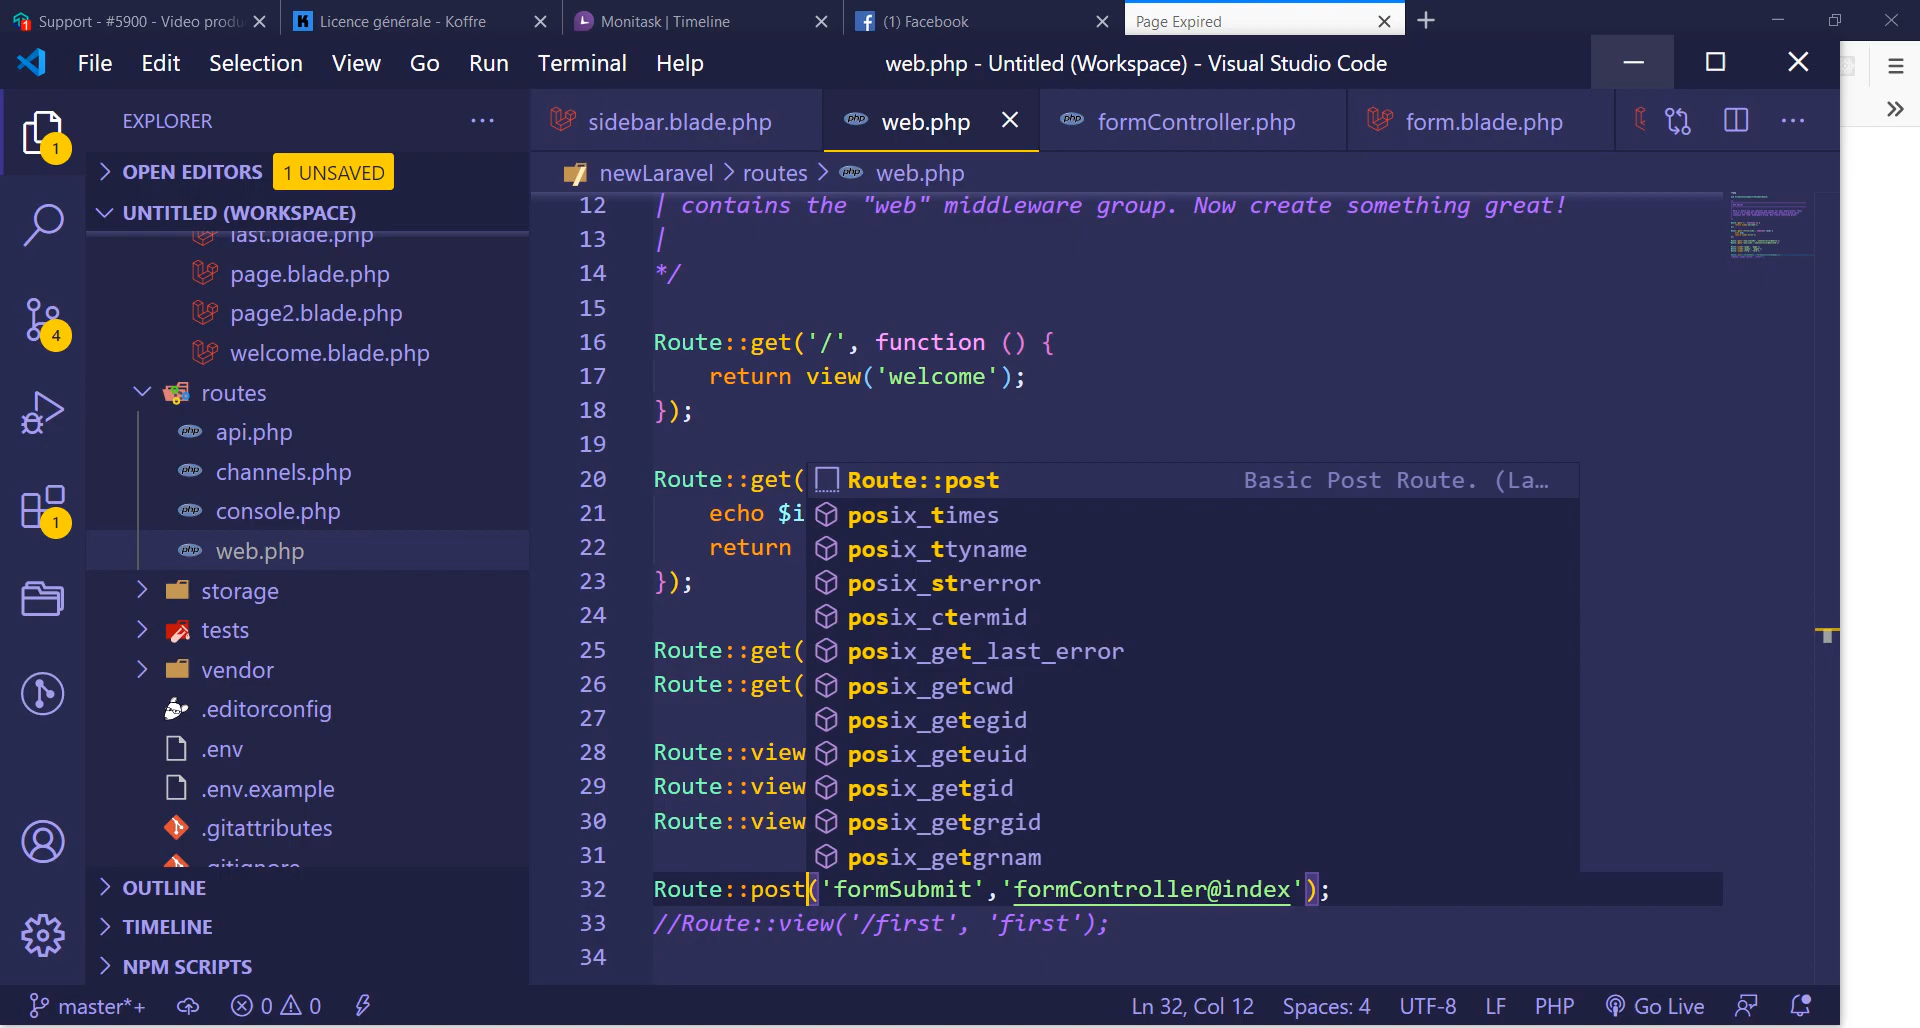 Support - #5900 - Video produ
Licence générale - Koffre
Monitask | Timeline
(1) Facebook
Page Expired
File Edit Selection View Go Run Terminal Help
web.php - Untitled (Workspace) - Visual Studio Code
EXPLORER
sidebar.blade.php
web.php
formController.php
form.blade.php
1
OPEN EDITORS 1 UNSAVED
newLaravel > routes > web.php
UNTITLED (WORKSPACE)
last.blade.php
page.blade.php
page2.blade.php
welcome.blade.php
routes
api.php
channels.php
console.php
web.php
storage
tests
vendor
.editorconfig
.env
.env.example
.gitattributes
.gitignore
OUTLINE
TIMELINE
NPM SCRIPTS
4
1
12 | contains the "web" middleware group. Now create something great!
13 |
14 */
15
16 Route::get('/', function () {
17 return view('welcome');
18 });
19
20 Route::get(
21 echo $i
22 return
23 });
24
25 Route::get(
26 Route::get(
27
28 Route::view
29 Route::view
30 Route::view
31
32 Route::post('formSubmit','formController@index');
33 //Route::view('/first', 'first');
34
Route::post Basic Post Route. (La…
posix_times
posix_ttyname
posix_strerror
posix_ctermid
posix_get_last_error
posix_getcwd
posix_getegid
posix_geteuid
posix_getgid
posix_getgrgid
posix_getgrnam
master*+ 0 0 Ln 32, Col 12 Spaces: 4 UTF-8 LF PHP Go Live